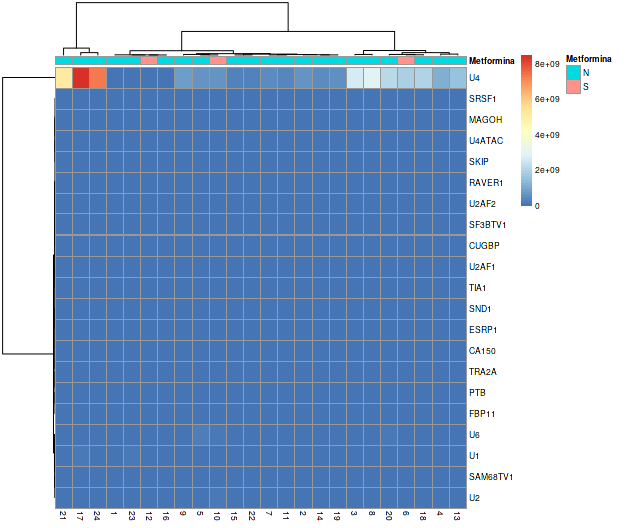 Metformina
Metformina
N
S
8e+09
6e+09
4e+09
2e+09
0
U4
SRSF1
MAGOH
U4ATAC
SKIP
RAVER1
U2AF2
SF3BTV1
CUGBP
U2AF1
TIA1
SND1
ESRP1
CA150
TRA2A
PTB
FBP11
U6
U1
SAM68TV1
U2
21 17 24 1 23 12 16 9 5 10 15 22 7 11 2 14 19 3 8 20 6 18 4 13